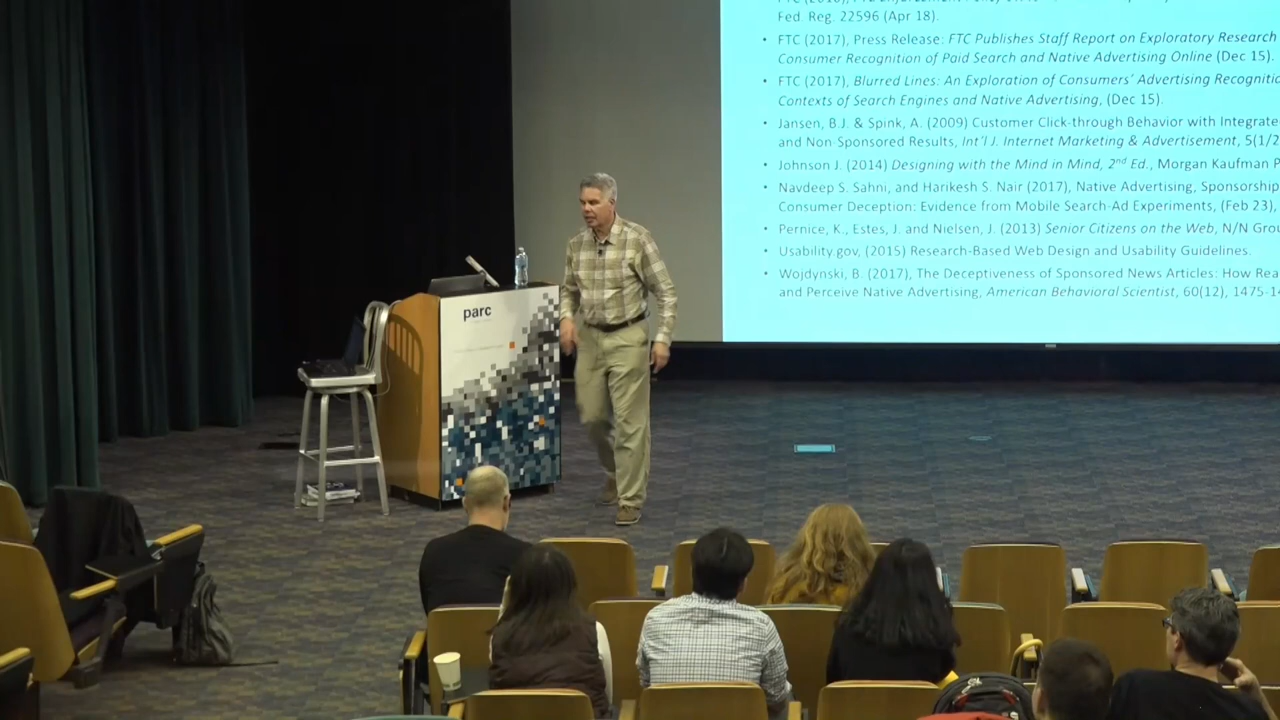 Fed. Reg. 22596 (Apr 18).
• FTC (2017), Press Release: FTC Publishes Staff Report on Exploratory Research
Consumer Recognition of Paid Search and Native Advertising Online (Dec 15).
• FTC (2017), Blurred Lines: An Exploration of Consumers' Advertising
Contexts of Search Engines and Native Advertising, (Dec 15).
• Jansen, B.J. & Spink, A. (2009) Customer Click-through Behavior with
and Non-Sponsored Results, Int'l J. Internet Marketing & Advertisement, 5(1/2
• Johnson J. (2014) Designing with the Mind in Mind, 2nd Ed., Morgan Kaufman
• Navdeep S. Sahni, and Harikesh S. Nair (2017), Native Advertising, Sponsorship
Consumer Deception: Evidence from Mobile Search-Ad Experiments, (Feb 23),
• Pernice, K., Estes, J. and Nielsen, J. (2013) Senior Citizens on the Web, N/N
• Usability.gov, (2015) Research-Based Web Design and Usability Guidelines.
• Wojdynski, B. (2017), The Deceptiveness of Sponsored News Articles: How
and Perceive Native Advertising, American Behavioral Scientist, 60(12), 1475-14
parc